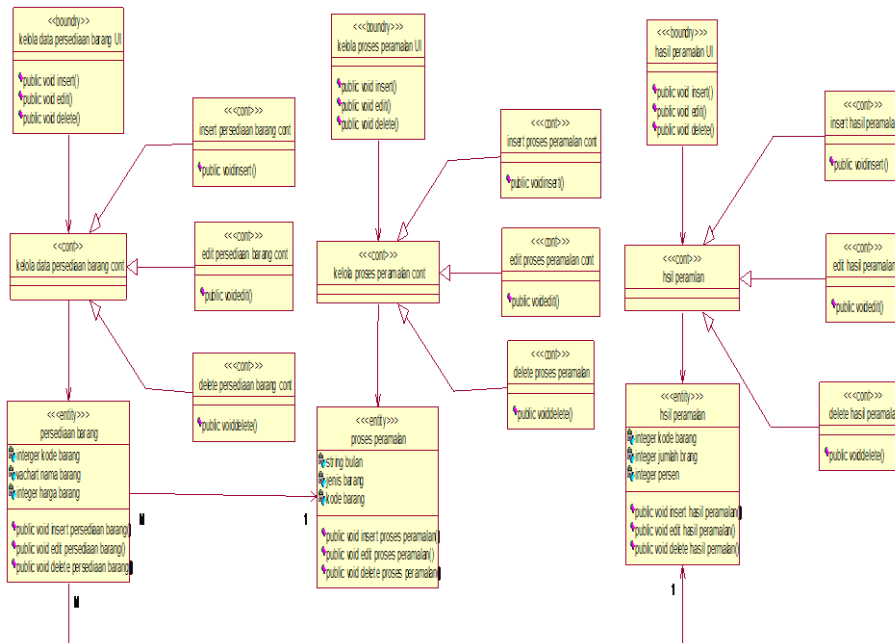 <<boundry>>
kelola data persediaan barang UI
public void insert()
public void edit()
public void delete()
<<cont>>
insert persediaan barang cont
public voidinsert()
<<cont>>
kelola data persediaan barang cont
<<cont>>
edit persediaan barang cont
public voidedit()
<<cont>>
delete persediaan barang cont
public voiddelete()
<<entity>>
persediaan barang
interger kode barang
vachart nama barang
integer harga barang
public void insert persediaan barang()
public void edit persediaan barang()
public void delete persediaan barang()
M
M
<<boundry>>
kelola proses peramalan UI
public void insert()
public void edit()
public void delete()
<<cont>>
insert proses peramalan cont
public voidinsert()
<<cont>>
kelola proses peramalan cont
<<cont>>
edit proses peramalan cont
public voidedit()
<<cont>>
delete proses peramalan
public voiddelete()
<<entity>>
proses peramalan
string bulan
jenis barang
kode barang
public void insert proses peramalan()
public void edit proses peramalan()
public void delete proses peramalan()
1
<<boundry>>
hasil peramalan UI
public void insert()
public void edit()
public void delete()
<<cont>>
insert hasil peramala
public voidinsert()
<<cont>>
hsil peramlan
<<cont>>
edit hasil peramalan
public voidedit()
<<cont>>
delete hasil peramala
public voiddelete()
<<entity>>
hsil peramalan
integer kode barang
integer jumlah brang
integer persen
public void insert hasil peramalan()
public void edit hasil peramalan()
public void delete hasil permalan()
1